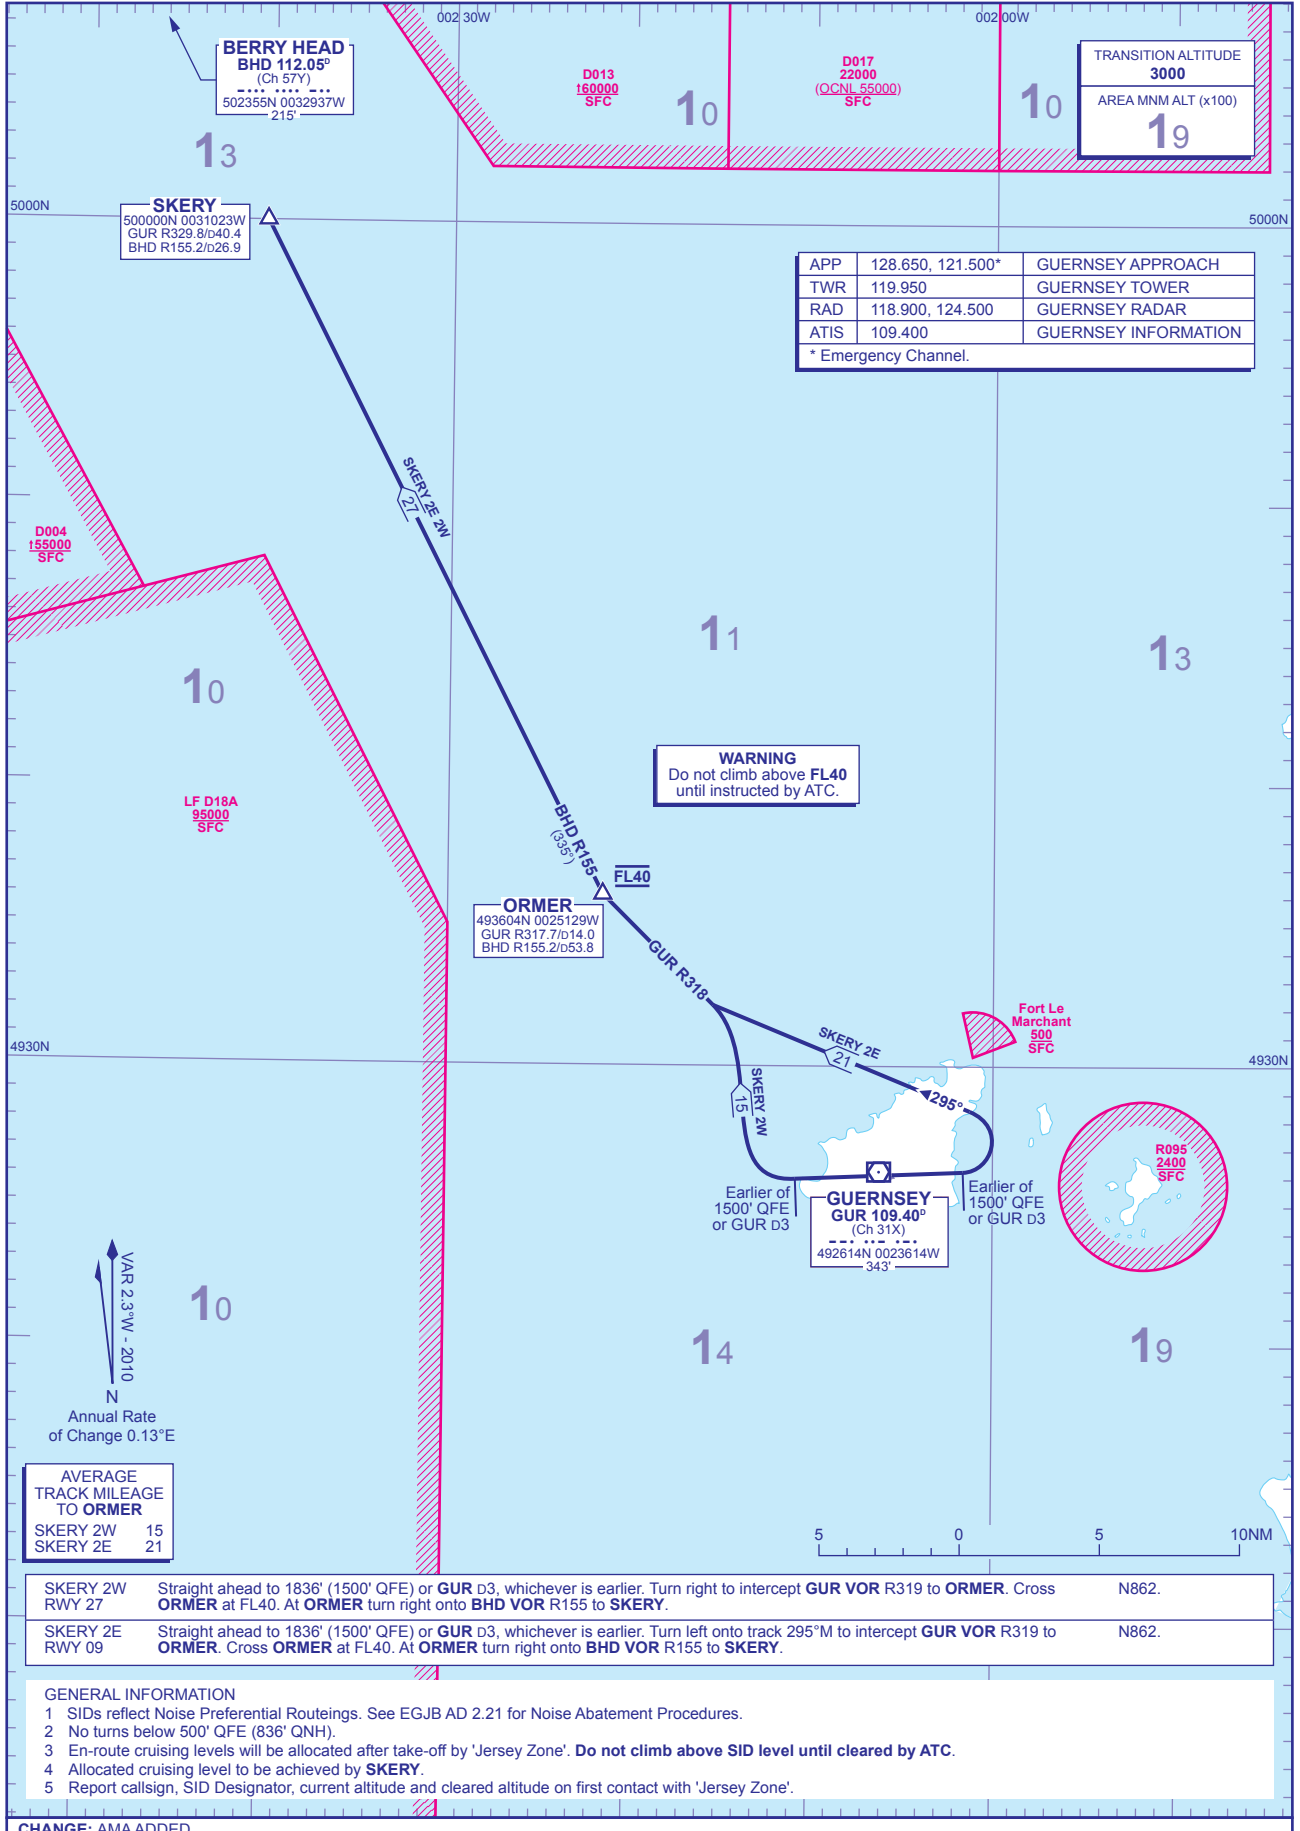 002 30W
002 00W
BERRY HEAD
BHD 112.05ᴰ
(Ch 57Y)
-··· ···· -··
502355N 0032937W
215'
D013
↑60000
SFC
D017
22000
(OCNL 55000)
SFC
TRANSITION ALTITUDE
3000
AREA MNM ALT (x100)
19
10
10
13
5000N
5000N
SKERY
500000N 0031023W
GUR R329.8/D40.4
BHD R155.2/D26.9
APP 128.650, 121.500* GUERNSEY APPROACH
TWR 119.950 GUERNSEY TOWER
RAD 118.900, 124.500 GUERNSEY RADAR
ATIS 109.400 GUERNSEY INFORMATION
* Emergency Channel.
SKERY 2E 2W
27
D004
↑55000
SFC
11
13
10
WARNING
Do not climb above FL40
until instructed by ATC.
LF D18A
95000
SFC
BHD R155
(335°)
FL40
ORMER
493604N 0025129W
GUR R317.7/D14.0
BHD R155.2/D53.8
GUR R318
Fort Le
Marchant
500
SFC
4930N
4930N
SKERY 2E
21
SKERY 2W
15
295°
R095
2400
SFC
Earlier of
1500' QFE
or GUR D3
Earlier of
1500' QFE
or GUR D3
GUERNSEY
GUR 109.40ᴰ
(Ch 31X)
--· ··- ·-·
492614N 0023614W
343'
VAR 2.3°W - 2010
N
Annual Rate
of Change 0.13°E
10
14
19
AVERAGE
TRACK MILEAGE
TO ORMER
SKERY 2W 15
SKERY 2E 21
5 0 5 10NM
SKERY 2W Straight ahead to 1836' (1500' QFE) or GUR D3, whichever is earlier. Turn right to intercept GUR VOR R319 to ORMER. Cross N862.
RWY 27 ORMER at FL40. At ORMER turn right onto BHD VOR R155 to SKERY.
SKERY 2E Straight ahead to 1836' (1500' QFE) or GUR D3, whichever is earlier. Turn left onto track 295°M to intercept GUR VOR R319 to N862.
RWY 09 ORMER. Cross ORMER at FL40. At ORMER turn right onto BHD VOR R155 to SKERY.
GENERAL INFORMATION
1 SIDs reflect Noise Preferential Routeings. See EGJB AD 2.21 for Noise Abatement Procedures.
2 No turns below 500' QFE (836' QNH).
3 En-route cruising levels will be allocated after take-off by 'Jersey Zone'. Do not climb above SID level until cleared by ATC.
4 Allocated cruising level to be achieved by SKERY.
5 Report callsign, SID Designator, current altitude and cleared altitude on first contact with 'Jersey Zone'.
CHANGE: AMA ADDED